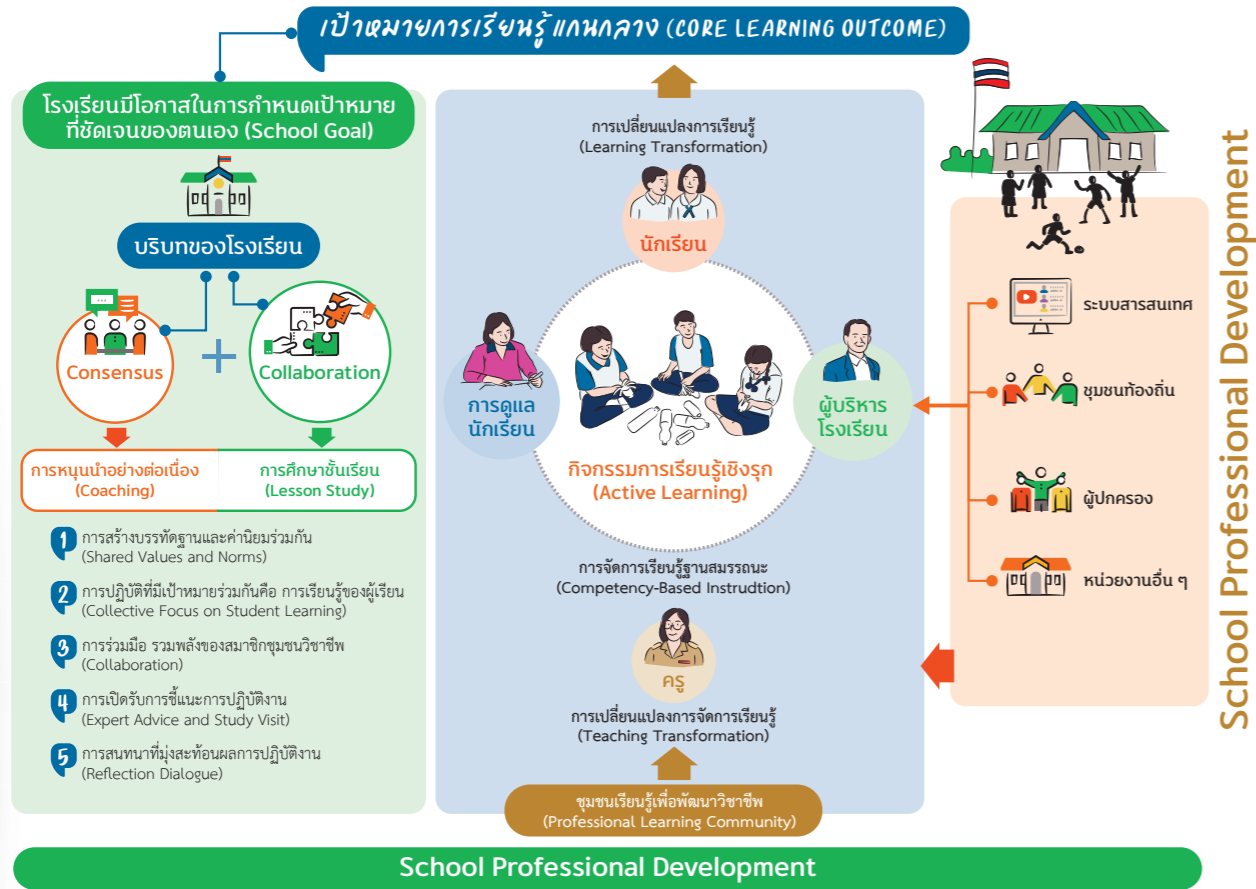 เป้าหมายการเรียนรู้ แกนกลาง (CORE LEARNING OUTCOME)
โรงเรียนมีโอกาสในการกำหนดเป้าหมาย
ที่ชัดเจนของตนเอง (School Goal)
บริบทของโรงเรียน
Consensus
+
Collaboration
การหนุนนำอย่างต่อเนื่อง
(Coaching)
การศึกษาชั้นเรียน
(Lesson Study)
1 การสร้างบรรทัดฐานและค่านิยมร่วมกัน
(Shared Values and Norms)
2 การปฏิบัติที่มีเป้าหมายร่วมกันคือ การเรียนรู้ของผู้เรียน
(Collective Focus on Student Learning)
3 การร่วมมือ รวมพลังของสมาชิกชุมชนวิชาชีพ
(Collaboration)
4 การเปิดรับการชี้แนะการปฏิบัติงาน
(Expert Advice and Study Visit)
5 การสนทนาที่มุ่งสะท้อนผลการปฏิบัติงาน
(Reflection Dialogue)
การเปลี่ยนแปลงการเรียนรู้
(Learning Transformation)
นักเรียน
การดูแล
นักเรียน
ผู้บริหาร
โรงเรียน
กิจกรรมการเรียนรู้เชิงรุก
(Active Learning)
การจัดการเรียนรู้ฐานสมรรถนะ
(Competency-Based Instrudtion)
ครู
การเปลี่ยนแปลงการจัดการเรียนรู้
(Teaching Transformation)
ชุมชนเรียนรู้เพื่อพัฒนาวิชาชีพ
(Professional Learning Community)
ระบบสารสนเทศ
ชุมชนท้องถิ่น
ผู้ปกครอง
หน่วยงานอื่น ๆ
School Professional Development
School Professional Development